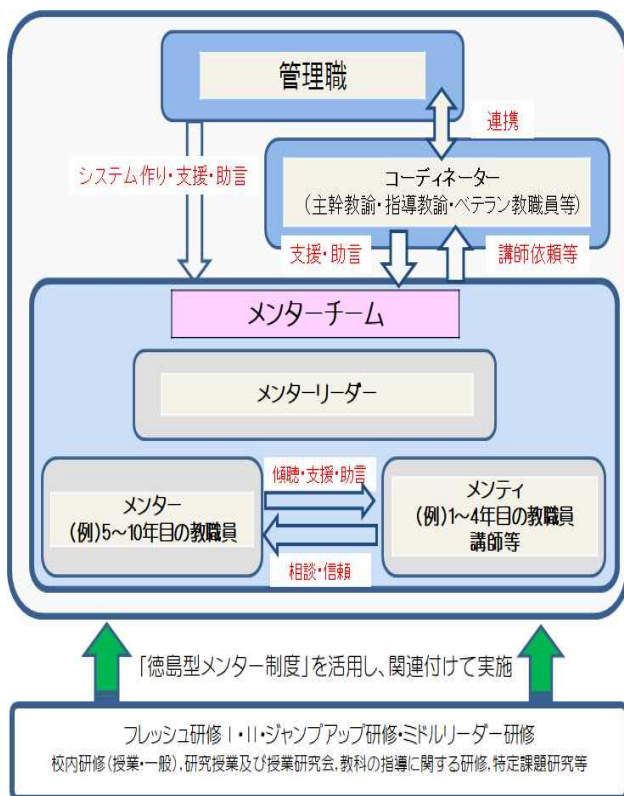 管理職
連携
システム作り・支援・助言
コーディネーター
(主幹教諭・指導教諭・ベテラン教職員等)
支援・助言
講師依頼等
メンターチーム
メンターリーダー
傾聴・支援・助言
メンター
(例)5~10年目の教職員
メンティ
(例)1~4年目の教職員
講師等
相談・信頼
「徳島型メンター制度」を活用し、関連付けて実施
フレッシュ研修Ⅰ・Ⅱ・ジャンプアップ研修・ミドルリーダー研修
校内研修(授業・一般),研究授業及び授業研究会,教科の指導に関する研修,特定課題研究等